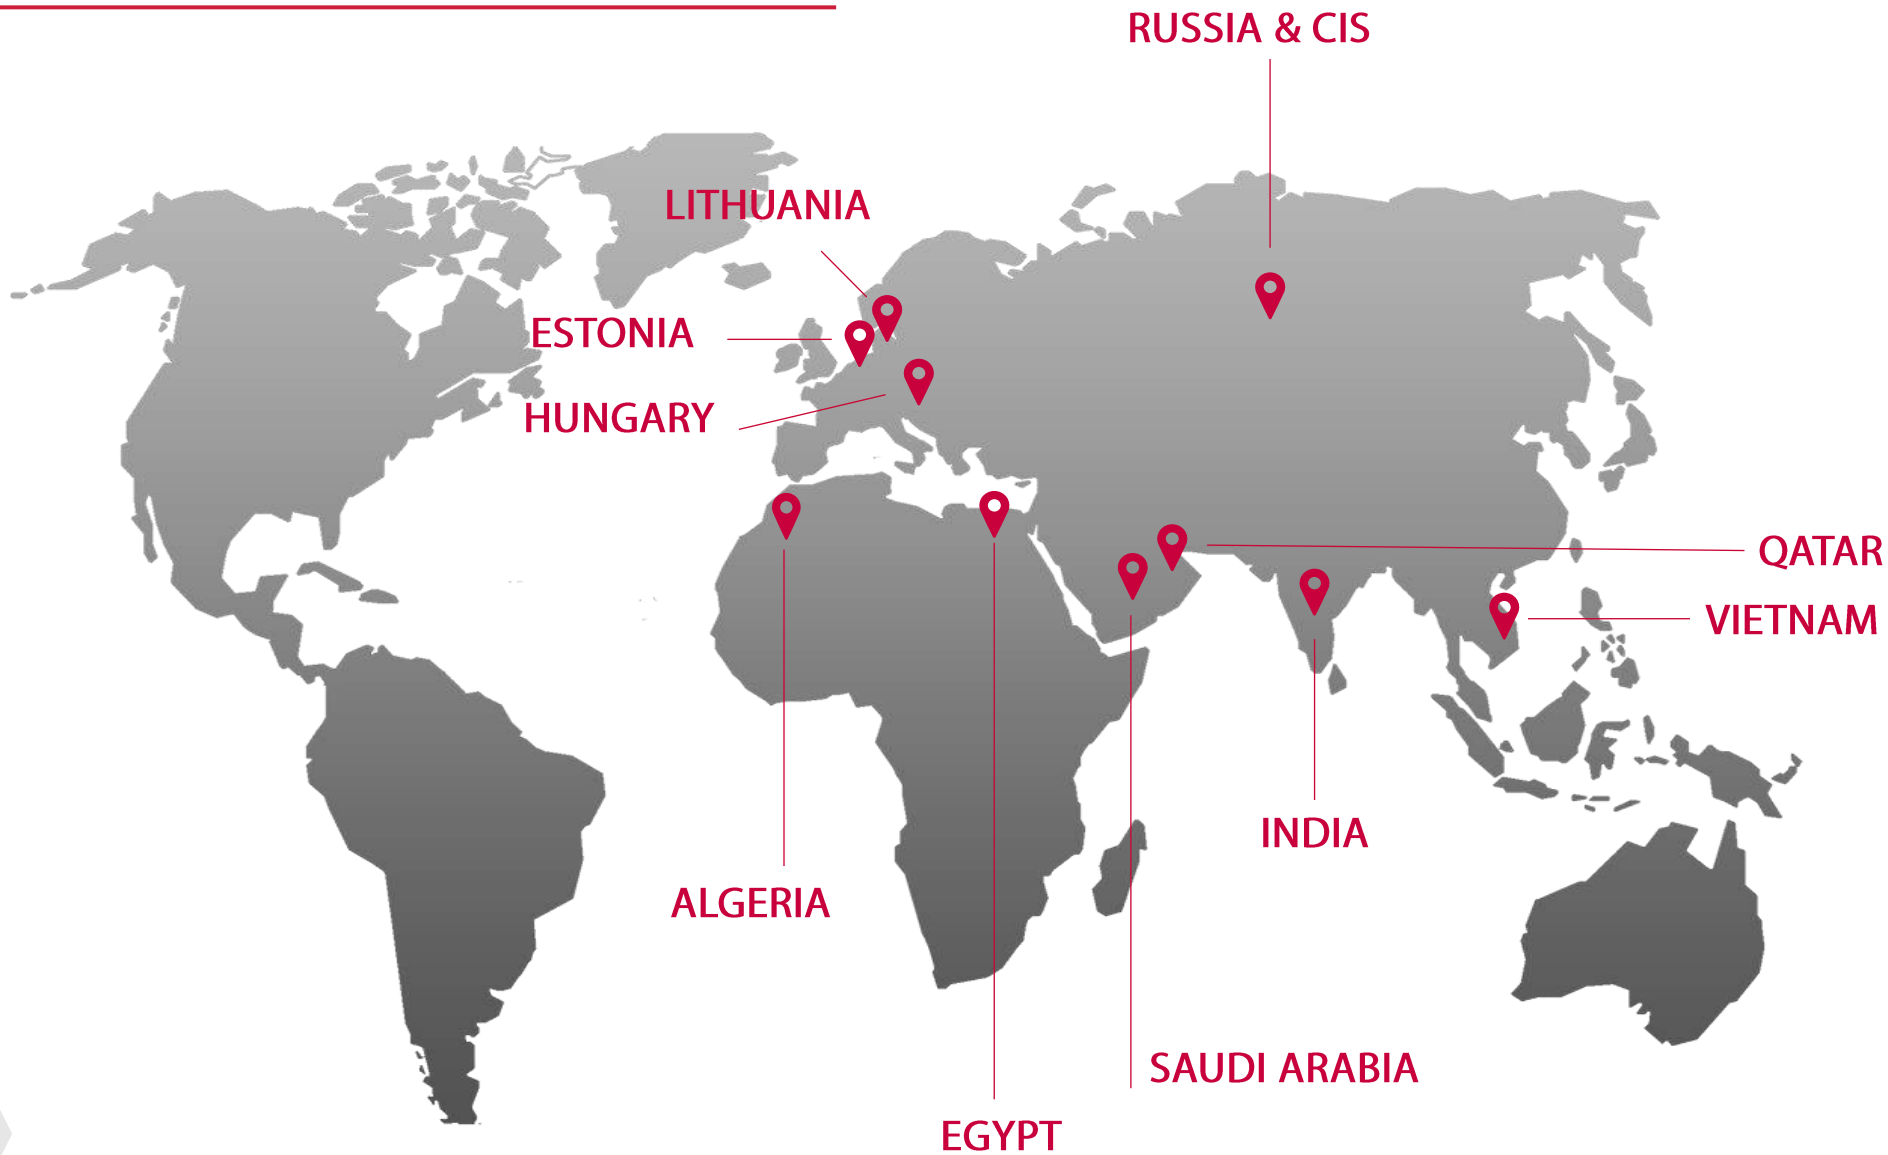 RUSSIA & CIS
LITHUANIA
ESTONIA
HUNGARY
QATAR
VIETNAM
INDIA
ALGERIA
SAUDI ARABIA
EGYPT